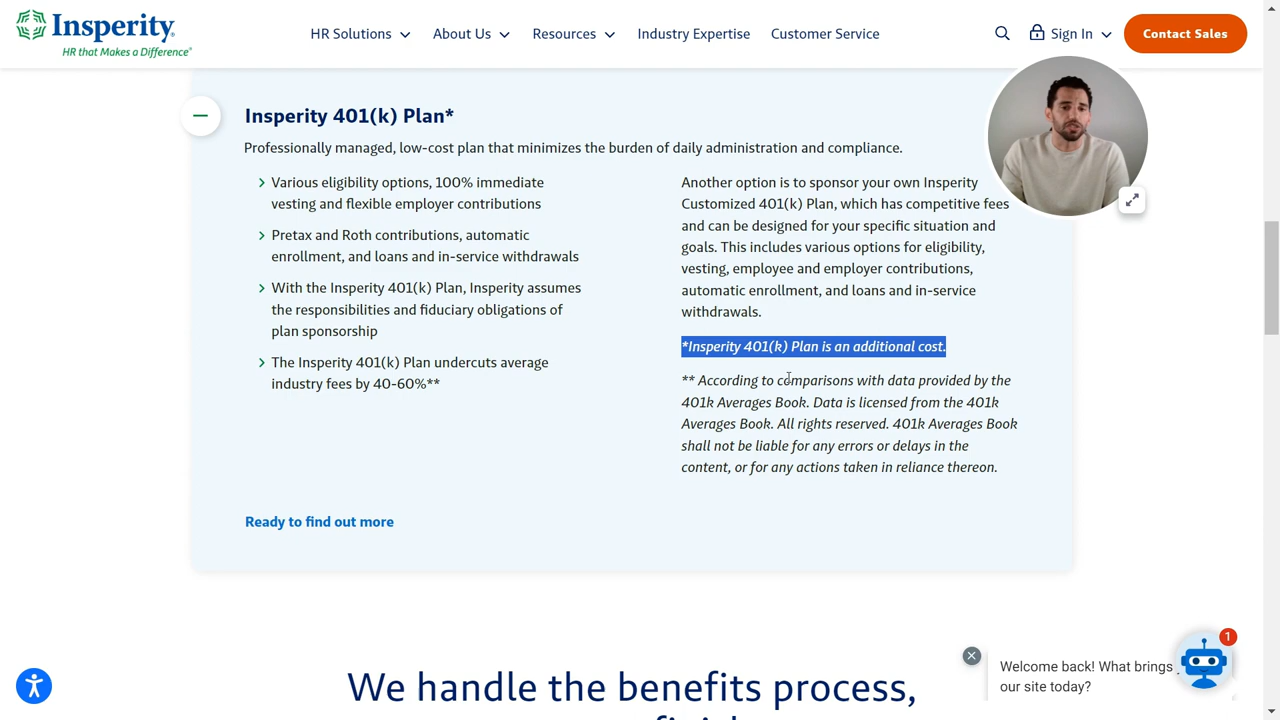 Insperity
HR that Makes a Difference®
HR Solutions
About Us
Resources
Industry Expertise
Customer Service
Sign In
Contact Sales
Insperity 401(k) Plan*
Professionally managed, low-cost plan that minimizes the burden of daily administration and compliance.
Various eligibility options, 100% immediate
vesting and flexible employer contributions
Pretax and Roth contributions, automatic
enrollment, and loans and in-service withdrawals
With the Insperity 401(k) Plan, Insperity assumes
the responsibilities and fiduciary obligations of
plan sponsorship
The Insperity 401(k) Plan undercuts average
industry fees by 40-60%**
Another option is to sponsor your own Insperity
Customized 401(k) Plan, which has competitive fees
and can be designed for your specific situation and
goals. This includes various options for eligibility,
vesting, employee and employer contributions,
automatic enrollment, and loans and in-service
withdrawals.
*Insperity 401(k) Plan is an additional cost.
** According to comparisons with data provided by the
401k Averages Book. Data is licensed from the 401k
Averages Book. All rights reserved. 401k Averages Book
shall not be liable for any errors or delays in the
content, or for any actions taken in reliance thereon.
Ready to find out more
We handle the benefits process,
1
Welcome back! What brings
our site today?